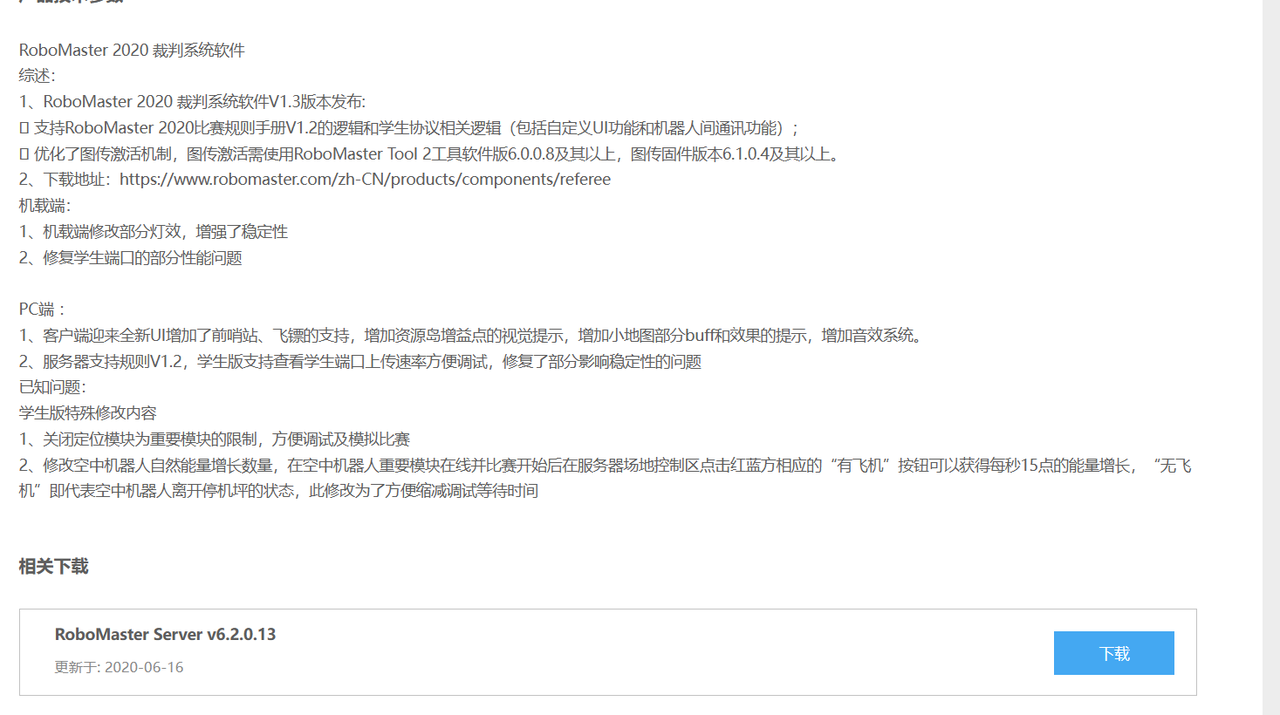 RoboMaster 2020 裁判系统软件
综述：
1、RoboMaster 2020 裁判系统软件V1.3版本发布:
支持RoboMaster 2020比赛规则手册V1.2的逻辑和学生协议相关逻辑（包括自定义UI功能和机器人间通讯功能）；
优化了图传激活机制，图传激活需使用RoboMaster Tool 2工具软件版6.0.0.8及其以上，图传固件版本6.1.0.4及其以上。
2、下载地址：https://www.robomaster.com/zh-CN/products/components/referee
机载端：
1、机载端修改部分灯效，增强了稳定性
2、修复学生端口的部分性能问题
PC端 ：
1、客户端迎来全新UI增加了前哨站、飞镖的支持，增加资源岛增益点的视觉提示，增加小地图部分buff和效果的提示，增加音效系统。
2、服务器支持规则V1.2，学生版支持查看学生端口上传速率方便调试，修复了部分影响稳定性的问题
已知问题：
学生版特殊修改内容
1、关闭定位模块为重要模块的限制，方便调试及模拟比赛
2、修改空中机器人自然能量增长数量，在空中机器人重要模块在线并比赛开始后在服务器场地控制区点击红蓝方相应的“有飞机”按钮可以获得每秒15点的能量增长，“无飞
机”即代表空中机器人离开停机坪的状态，此修改为了方便缩减调试等待时间
相关下载
RoboMaster Server v6.2.0.13
下载
更新于: 2020-06-16